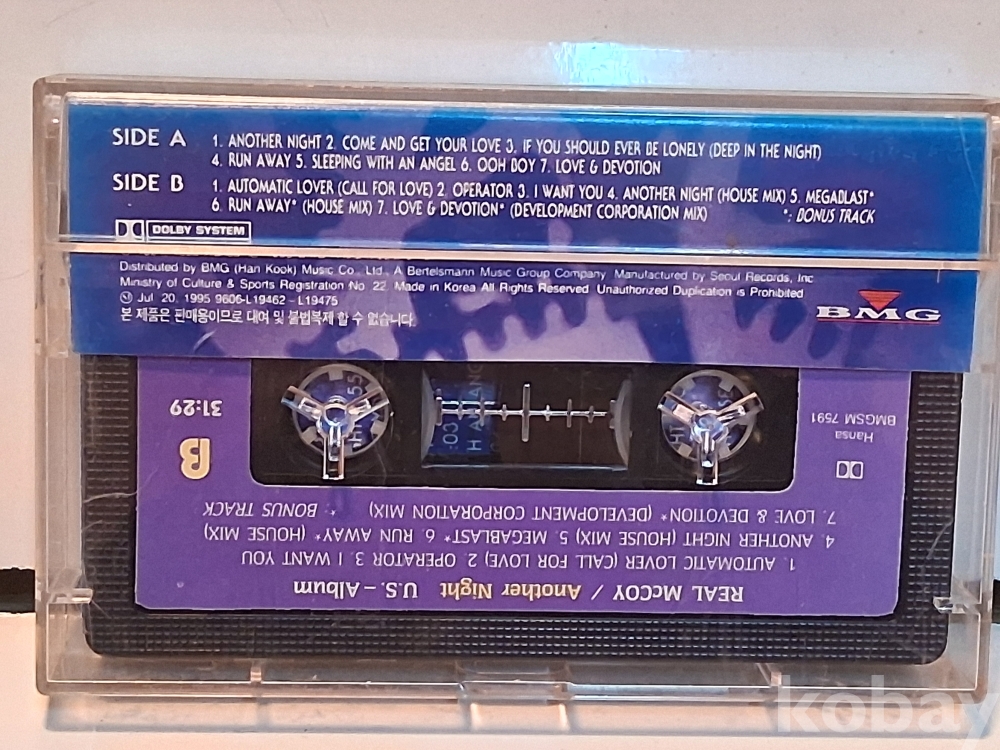 SIDE A 1. ANOTHER NIGHT 2. COME AND GET YOUR LOVE 3. IF YOU SHOULD EVER BE LONELY (DEEP IN THE NIGHT)
4. RUN AWAY 5. SLEEPING WITH AN ANGEL 6. OOH BOY 7. LOVE & DEVOTION
SIDE B 1. AUTOMATIC LOVER (CALL FOR LOVE) 2. OPERATOR 3. I WANT YOU 4. ANOTHER NIGHT (HOUSE MIX) 5. MEGABLAST*
6. RUN AWAY* (HOUSE MIX) 7. LOVE & DEVOTION* (DEVELOPMENT CORPORATION MIX) *: BONUS TRACK
DOLBY SYSTEM
Distributed by BMG (Han Kook) Music Co., Ltd., A Bertelsmann Music Group Company. Manufactured by Seoul Records, Inc
Ministry of Culture & Sports Registration No. 22. Made in Korea All Rights Reserved. Unauthorized Duplication is Prohibited
Ⓟ Jul. 20, 1995 9606-L19462 - L19475
본 제품은 판매용이므로 대여 및 불법복제 할 수 없습니다.
BMG
REAL McCOY / Another Night U.S. - Album
1. AUTOMATIC LOVER (CALL FOR LOVE) 2. OPERATOR 3. I WANT YOU
4. ANOTHER NIGHT (HOUSE MIX) 5. MEGABLAST* 6. RUN AWAY* (HOUSE MIX)
7. LOVE & DEVOTION* (DEVELOPMENT CORPORATION MIX) *: BONUS TRACK
B
31:29
Hansa
BMGSM 7591
kobay